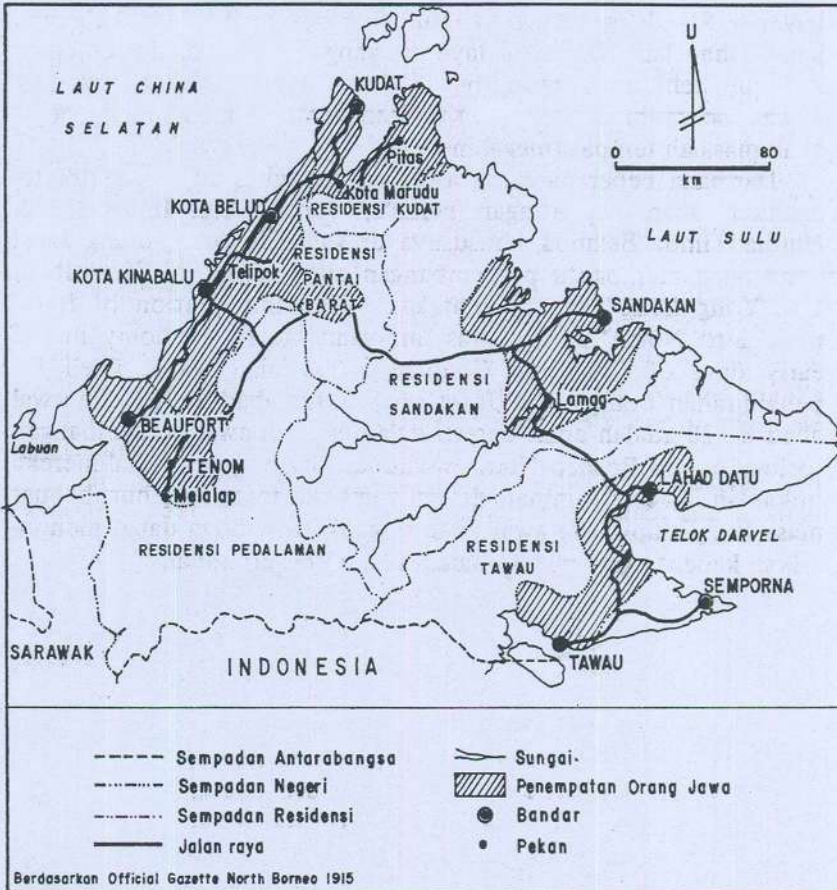 U
LAUT CHINA
SELATAN
KUDAT
Pitas
0 80
km
Kota Marudu
RESIDENSI KUDAT
KOTA BELUD
LAUT SULU
RESIDENSI
PANTAI
BARAT
Telipok
KOTA KINABALU
SANDAKAN
RESIDENSI
SANDAKAN
Lamag
BEAUFORT
Labuan
TENOM
Melalap
LAHAD DATU
TELOK DARVEL
RESIDENSI PEDALAMAN
RESIDENSI
TAWAU
SEMPORNA
SARAWAK
INDONESIA
TAWAU
Sempadan Antarabangsa
Sempadan Negeri
Sempadan Residensi
Jalan raya
Sungai
Penempatan Orang Jawa
Bandar
Pekan
Berdasarkan Official Gazette North Borneo 1915